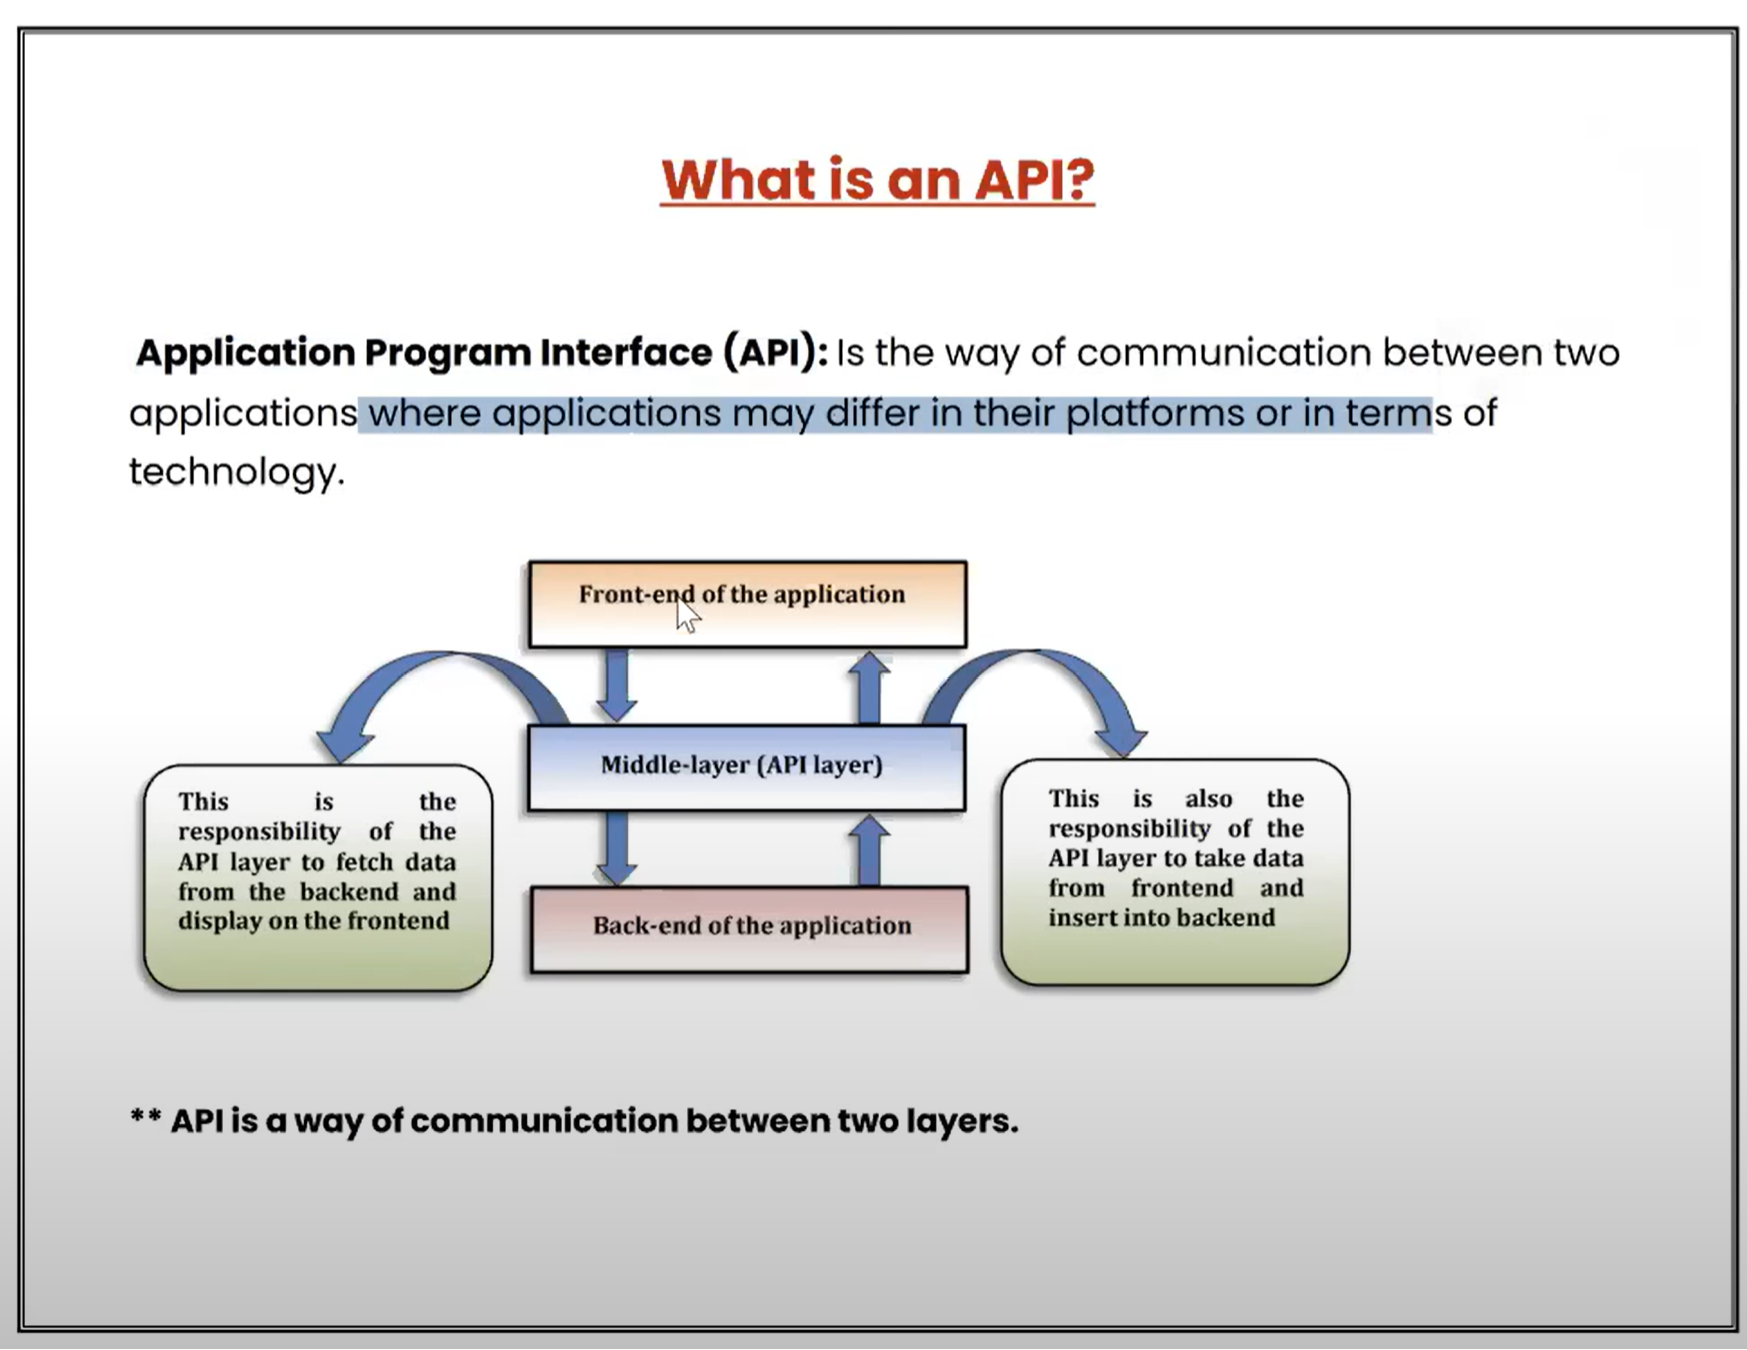 What is an API?
Application Program Interface (API): Is the way of communication between two
applications where applications may differ in their platforms or in terms of
technology.
Front-end of the application
Middle-layer (API layer)
This is the
responsibility of the
API layer to fetch data
from the backend and
display on the frontend
This is also the
responsibility of the
API layer to take data
from frontend and
insert into backend
Back-end of the application
** API is a way of communication between two layers.